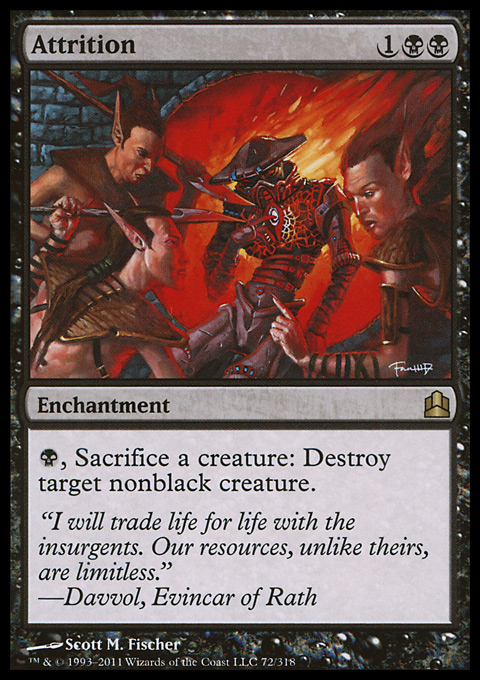 Attrition 1
Enchantment
, Sacrifice a creature: Destroy
target nonblack creature.
“I will trade life for life with the
insurgents. Our resources, unlike theirs,
are limitless.”
—Davvol, Evincar of Rath
Scott M. Fischer
™ & © 1993–2011 Wizards of the Coast LLC 72/318